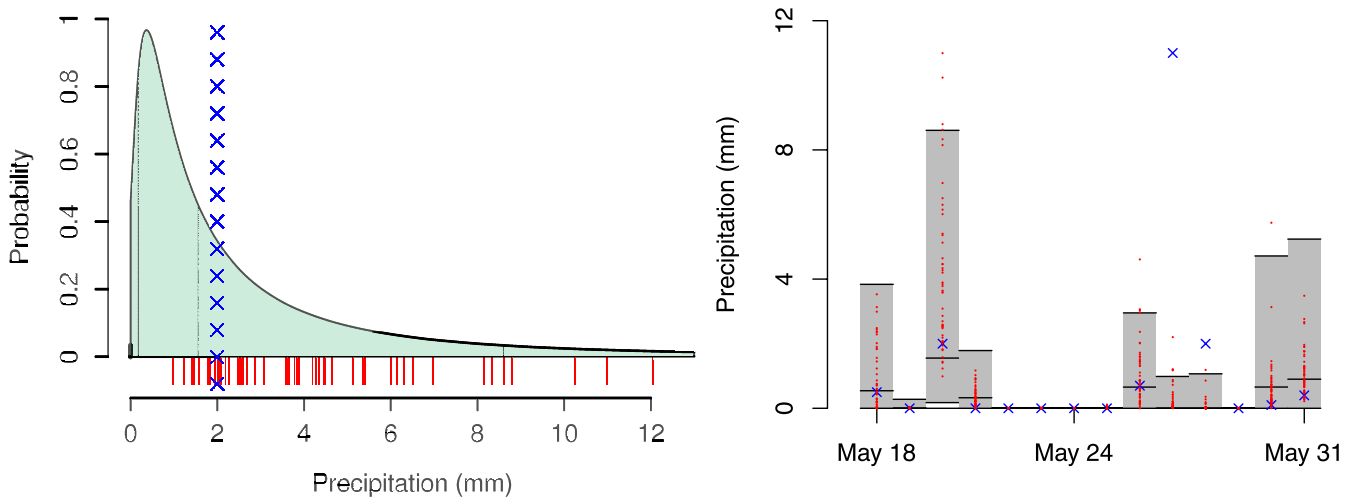 Probability
0 0.2 0.4 0.6 0.8 1
0 2 4 6 8 10 12
Precipitation (mm)
Precipitation (mm)
0 4 8 12
May 18 May 24 May 31